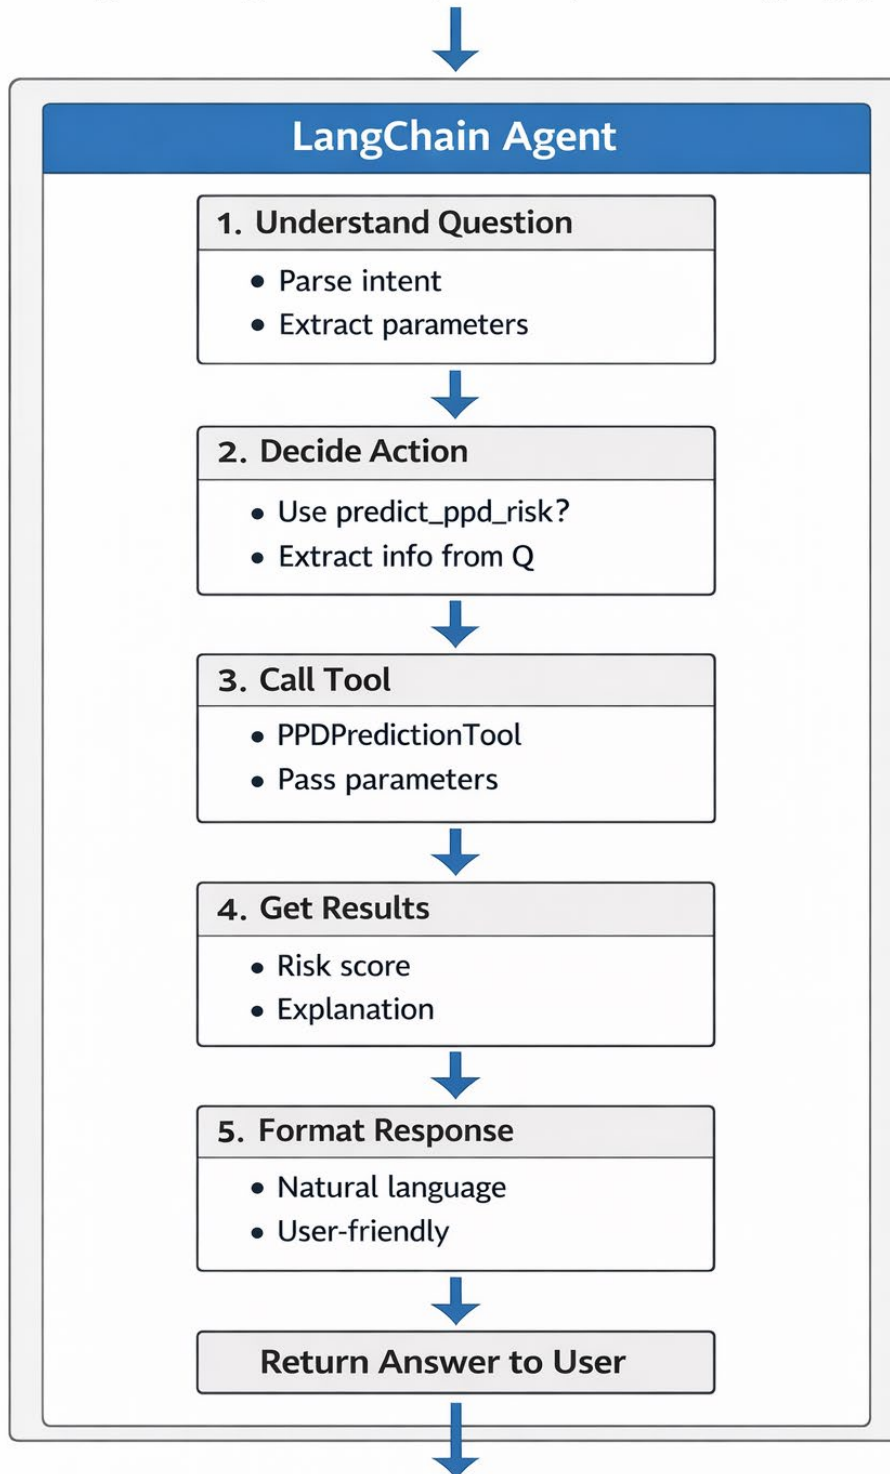 LangChain Agent
1. Understand Question
• Parse intent
• Extract parameters
2. Decide Action
• Use predict_ppd_risk?
• Extract info from Q
3. Call Tool
• PPDPredictionTool
• Pass parameters
4. Get Results
• Risk score
• Explanation
5. Format Response
• Natural language
• User-friendly
Return Answer to User